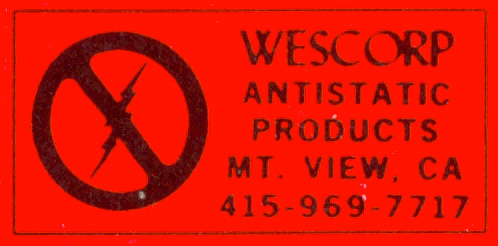 WESCORP
ANTISTATIC
PRODUCTS
MT. VIEW, CA
415-969-7717